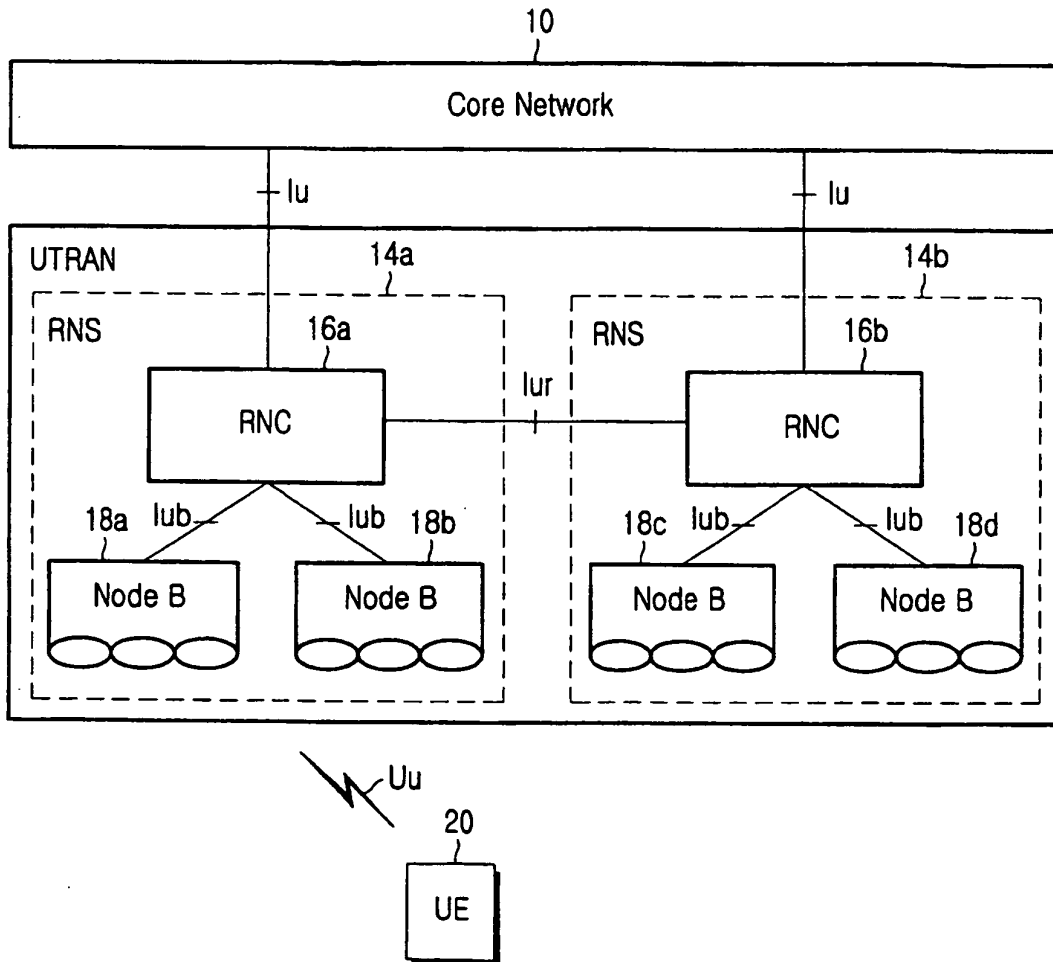 10
Core Network
Iu Iu
UTRAN 14a 14b
RNS 16a RNS 16b
Iur
RNC RNC
18a Iub Iub 18b 18c Iub Iub 18d
Node B Node B Node B Node B
Uu
20
UE